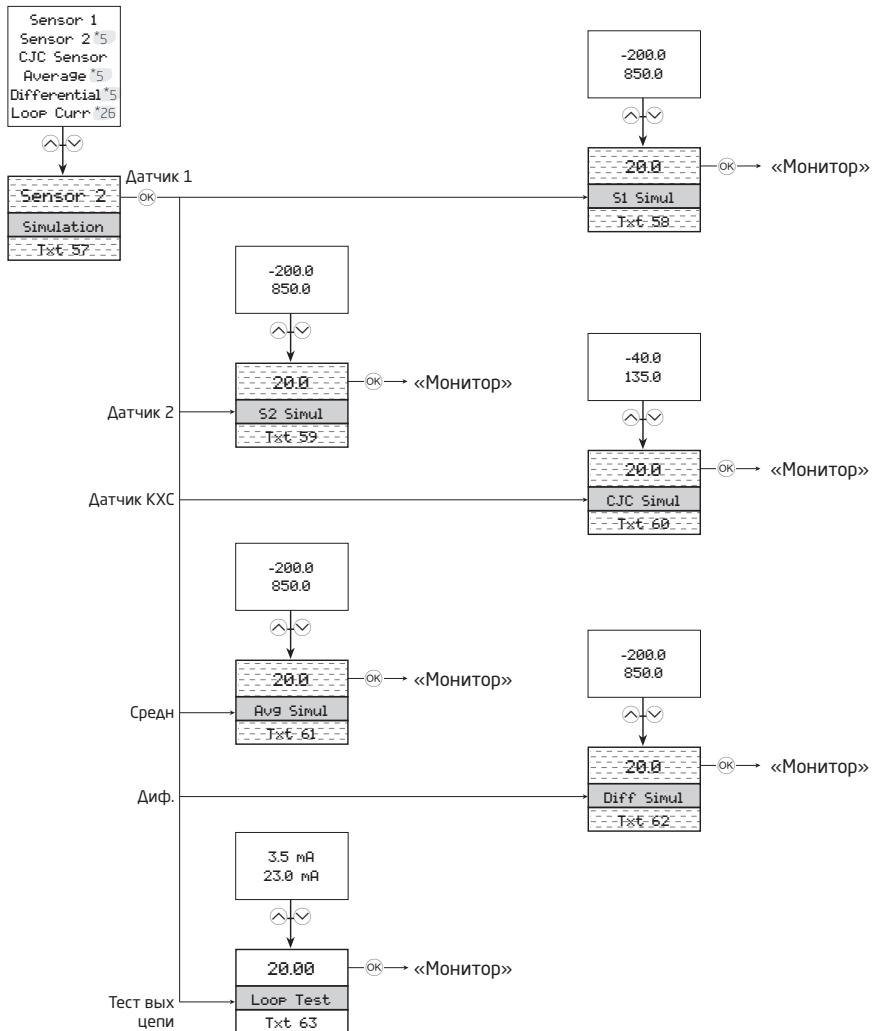 Sensor 1
Sensor 2 *5
CJC Sensor
Average *5
Differential *5
Loop Curr *26
Sensor 2
Simulation
Txt 57
Датчик 1
OK
-200.0
850.0
20.0
S1 Simul
Txt 58
OK
«Монитор»
-200.0
850.0
Датчик 2
20.0
S2 Simul
Txt 59
OK
«Монитор»
-40.0
135.0
Датчик КХС
20.0
CJC Simul
Txt 60
OK
«Монитор»
-200.0
850.0
Средн
20.0
Avg Simul
Txt 61
OK
«Монитор»
-200.0
850.0
Диф.
20.0
Diff Simul
Txt 62
OK
«Монитор»
3.5 mA
23.0 mA
Тест вых
цепи
20.00
Loop Test
Txt 63
OK
«Монитор»